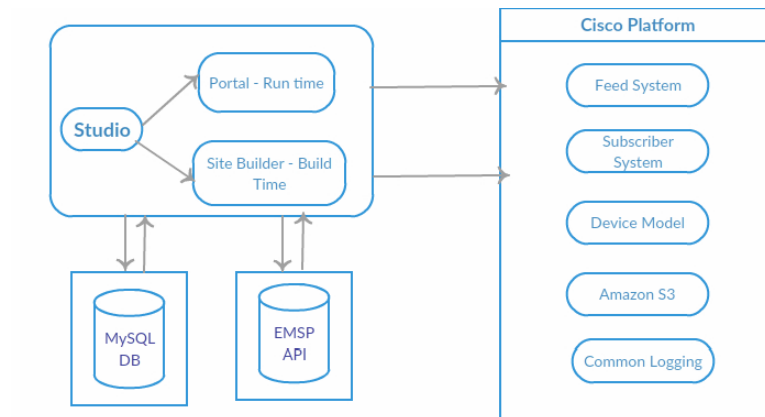 Cisco Platform
Portal - Run time
Studio
Site Builder - Build
Time
Feed System
Subscriber
System
Device Model
Amazon S3
Common Logging
MySQL
DB
EMSP
API